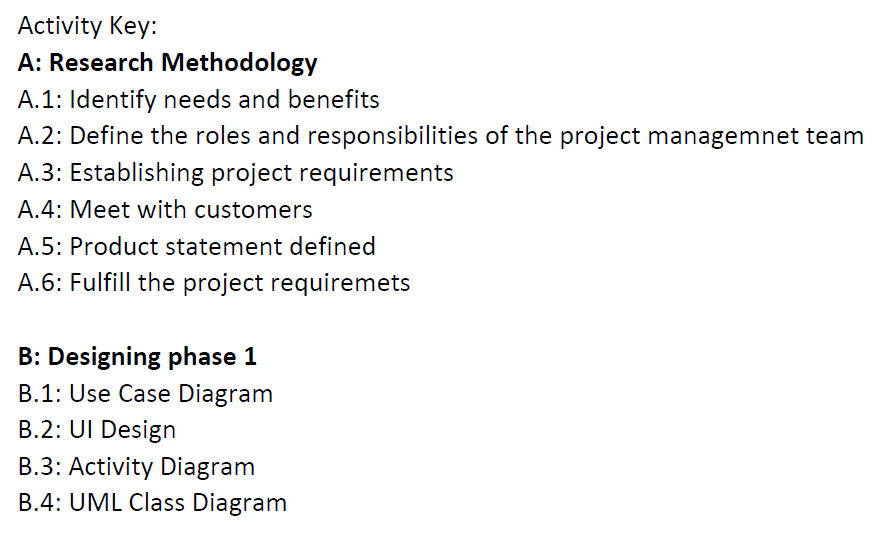 Activity Key:
A: Research Methodology
A.1: Identify needs and benefits
A.2: Define the roles and responsibilities of the project managemnet team
A.3: Establishing project requirements
A.4: Meet with customers
A.5: Product statement defined
A.6: Fulfill the project requiremets
B: Designing phase 1
B.1: Use Case Diagram
B.2: UI Design
B.3: Activity Diagram
B.4: UML Class Diagram